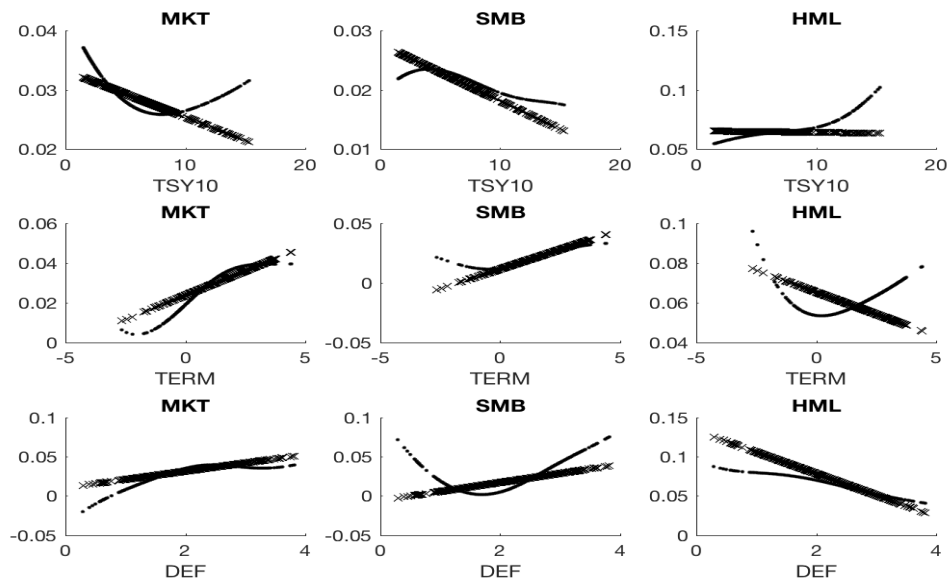 MKT SMB HML
0.04 0.03 0.15
0.03 0.02 0.1
0.02 0.01 0.05
0 10 20 0 10 20 0 10 20
TSY10 TSY10 TSY10
MKT SMB HML
0.06 0.05 0.1
0.04 0.08
0.02 0 0.06
0 -0.05 0.04
-5 0 5 -5 0 5 -5 0 5
TERM TERM TERM
MKT SMB HML
0.1 0.1 0.15
0.05 0.05 0.1
0 0 0.05
-0.05 -0.05 0
0 2 4 0 2 4 0 2 4
DEF DEF DEF